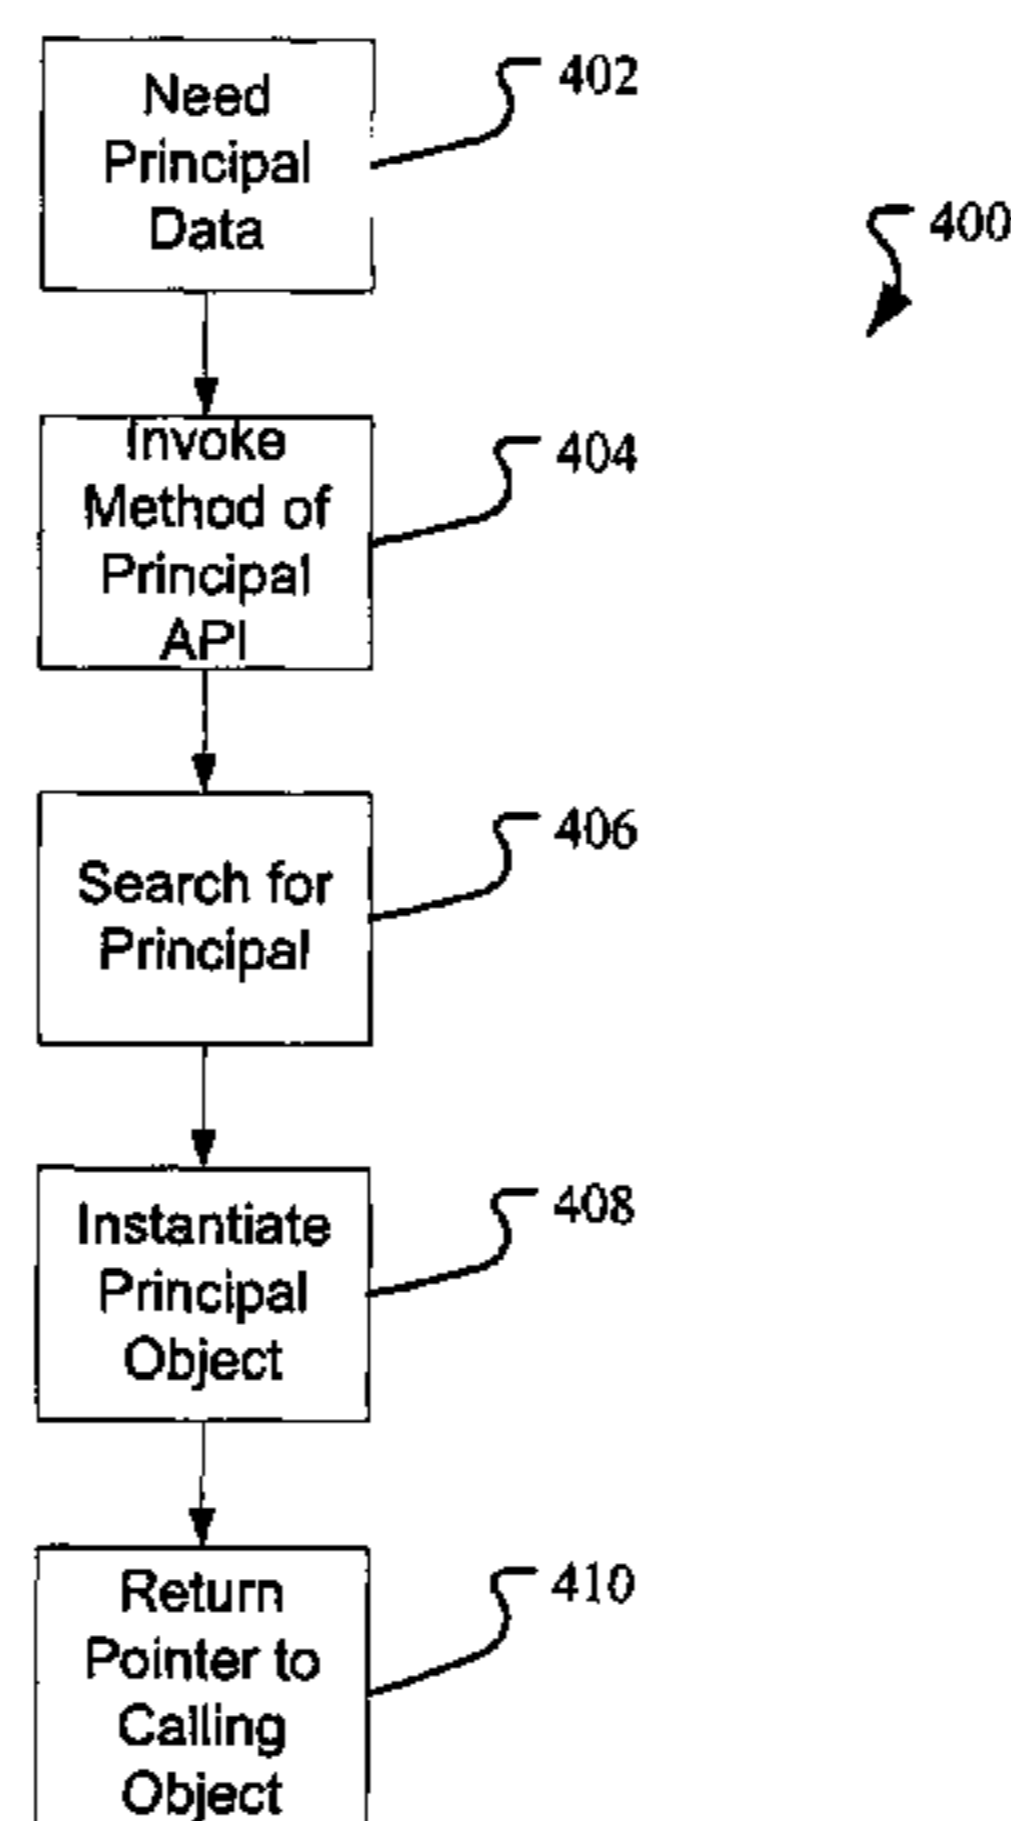 Need
Principal
Data
402
400
Invoke
Method of
Principal
API
404
Search for
Principal
406
Instantiate
Principal
Object
408
Return
Pointer to
Calling
Object
410